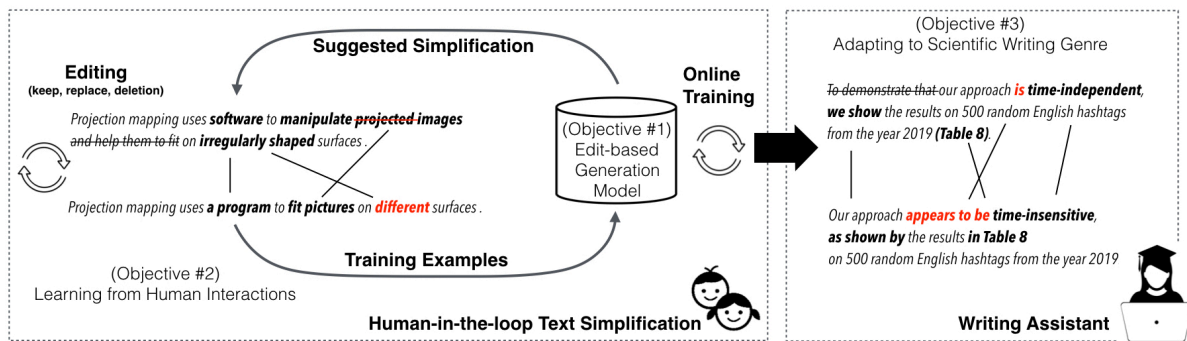 Suggested Simplification
Editing
(keep, replace, deletion)
Projection mapping uses software to manipulate projected images
and help them to fit on irregularly shaped surfaces .
Projection mapping uses a program to fit pictures on different surfaces .
Training Examples
(Objective #2)
Learning from Human Interactions
(Objective #1)
Edit-based
Generation
Model
Online
Training
Human-in-the-loop Text Simplification
(Objective #3)
Adapting to Scientific Writing Genre
To demonstrate that our approach is time-independent,
we show the results on 500 random English hashtags
from the year 2019 (Table 8).
Our approach appears to be time-insensitive,
as shown by the results in Table 8
on 500 random English hashtags from the year 2019
Writing Assistant